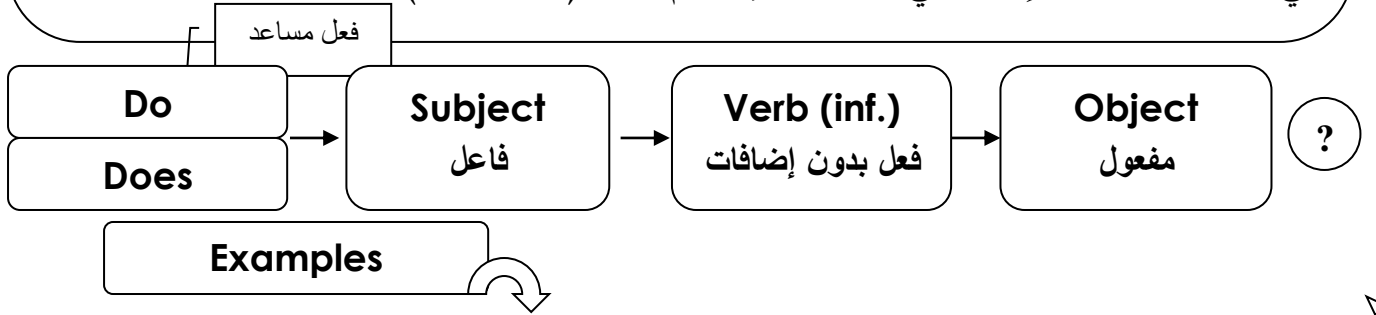 فعل مساعد
Do
Does
Subject
فاعل
Verb (inf.)
فعل بدون إضافات
Object
مفعول
?
Examples